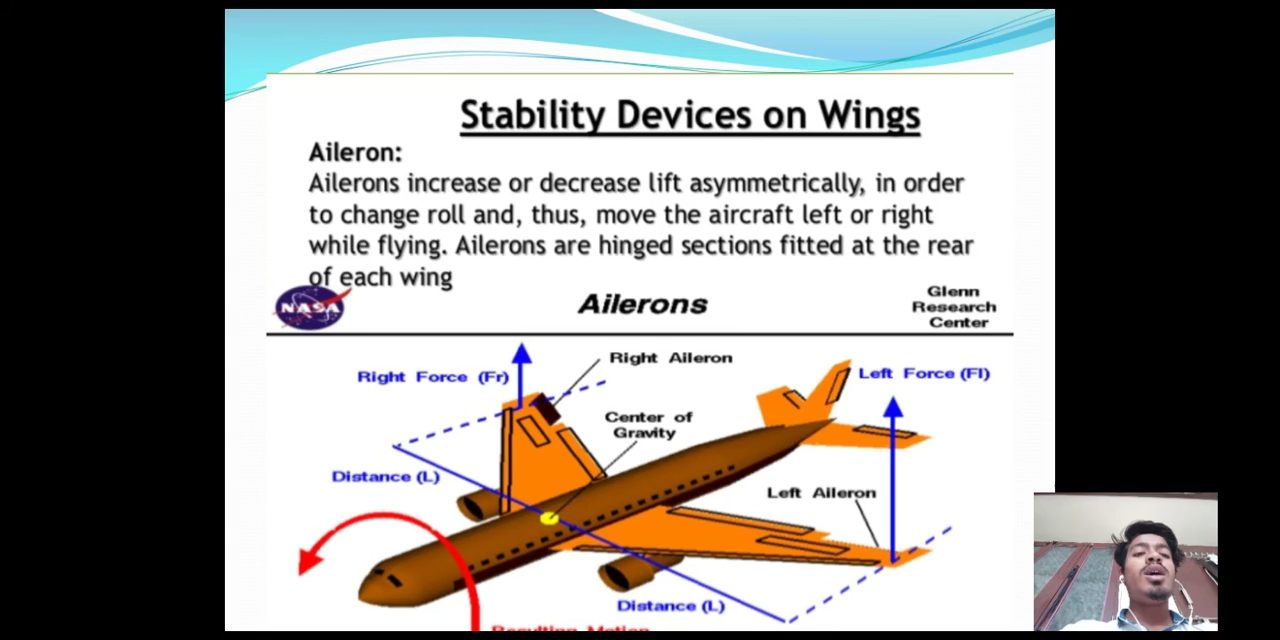 Stability Devices on Wings
Aileron:
Ailerons increase or decrease lift asymmetrically, in order
to change roll and, thus, move the aircraft left or right
while flying. Ailerons are hinged sections fitted at the rear
of each wing
NASA
Ailerons
Glenn
Research
Center
Right Aileron
Right Force (Fr)
Left Force (Fl)
Center of
Gravity
Distance (L)
Left Aileron
Distance (L)
Resulting Motion